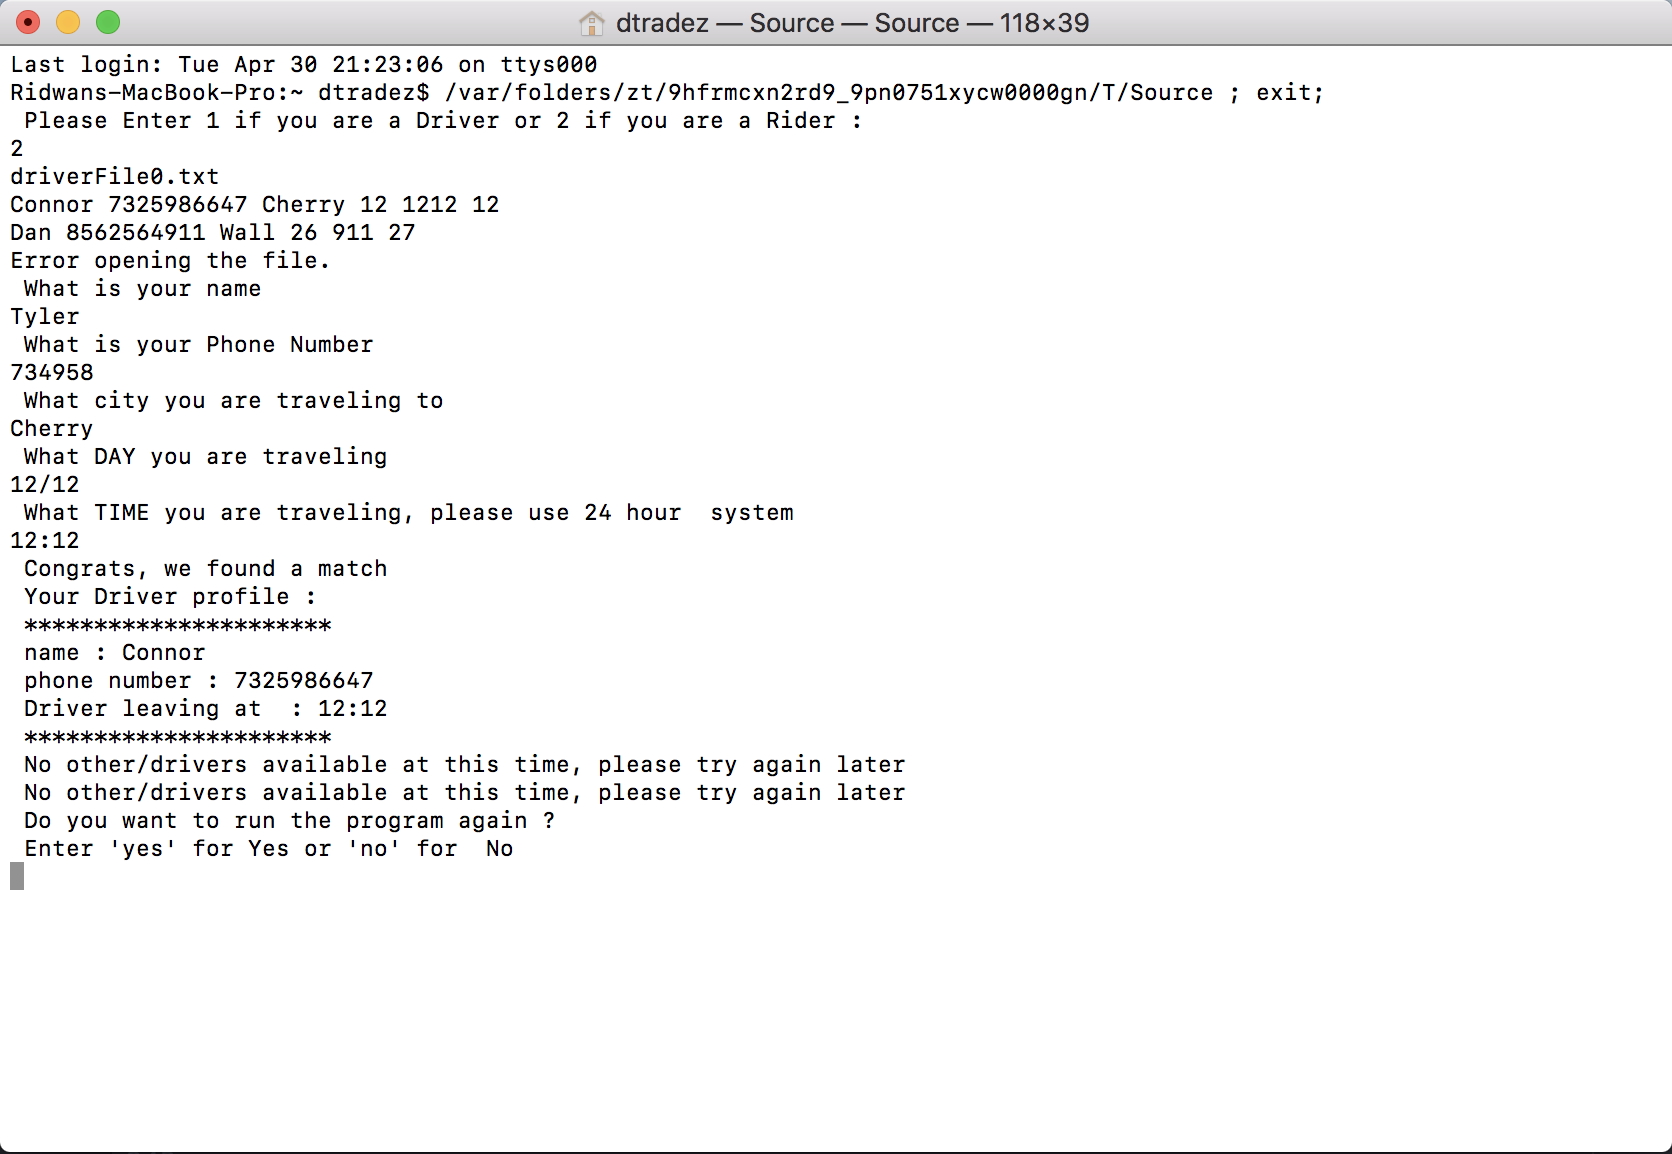 dtradez — Source — Source — 118×39
Last login: Tue Apr 30 21:23:06 on ttys000
Ridwans-MacBook-Pro:~ dtradez$ /var/folders/zt/9hfrmcxn2rd9_9pn0751xycw0000gn/T/Source ; exit;
Please Enter 1 if you are a Driver or 2 if you are a Rider :
2
driverFile0.txt
Connor 7325986647 Cherry 12 1212 12
Dan 8562564911 Wall 26 911 27
Error opening the file.
What is your name
Tyler
What is your Phone Number
734958
What city you are traveling to
Cherry
What DAY you are traveling
12/12
What TIME you are traveling, please use 24 hour  system
12:12
Congrats, we found a match
Your Driver profile :
**********************
name : Connor
phone number : 7325986647
Driver leaving at  : 12:12
**********************
No other/drivers available at this time, please try again later
No other/drivers available at this time, please try again later
Do you want to run the program again ?
Enter 'yes' for Yes or 'no' for  No